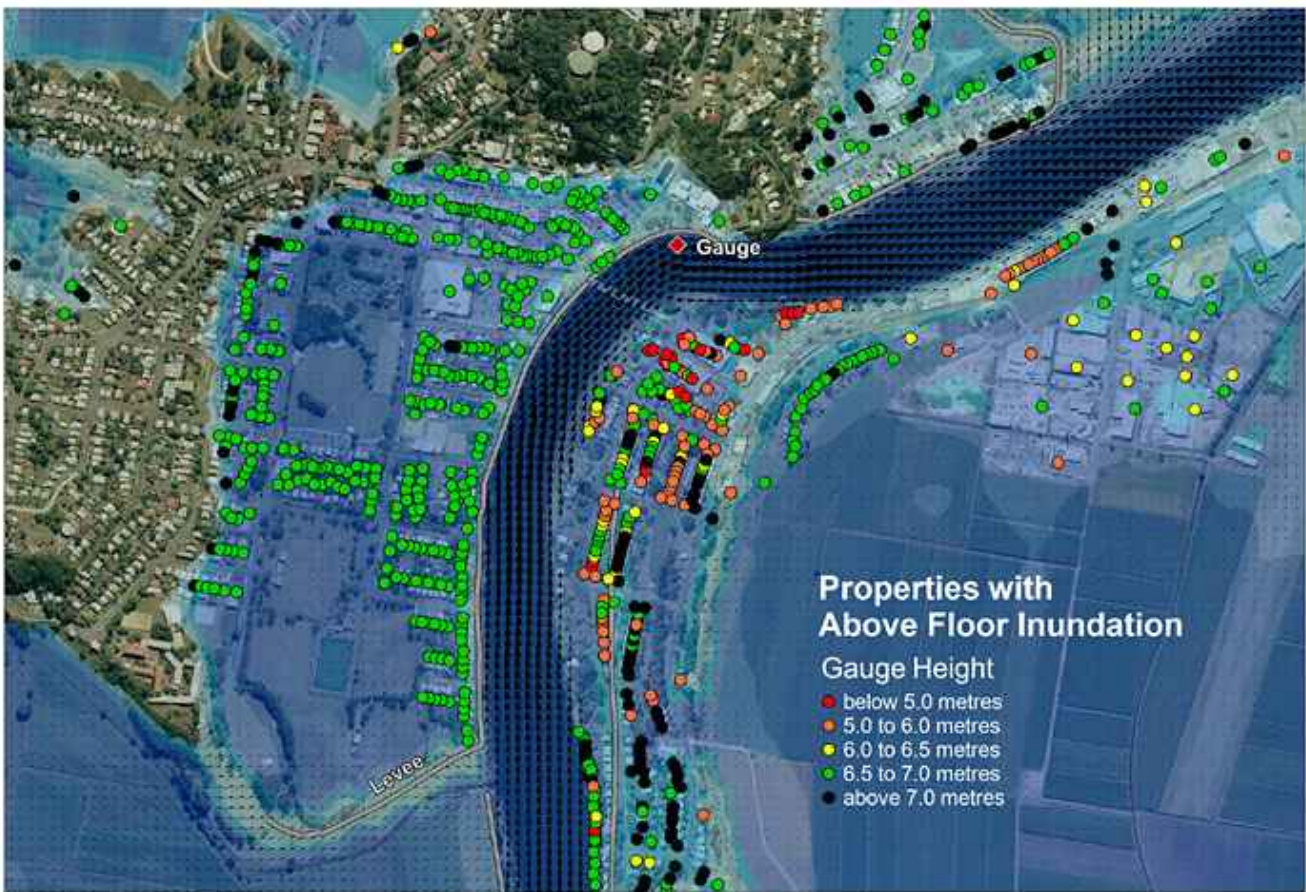 Gauge
Levee
Properties with
Above Floor Inundation
Gauge Height
below 5.0 metres
5.0 to 6.0 metres
6.0 to 6.5 metres
6.5 to 7.0 metres
above 7.0 metres